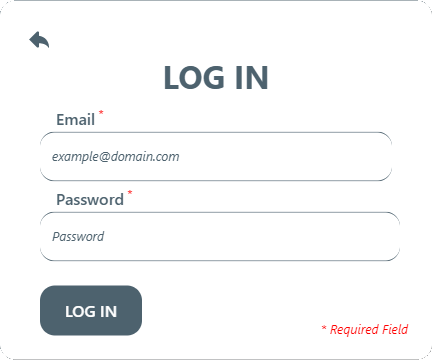 LOG IN
Email *
example@domain.com
Password *
Password
LOG IN
* Required Field